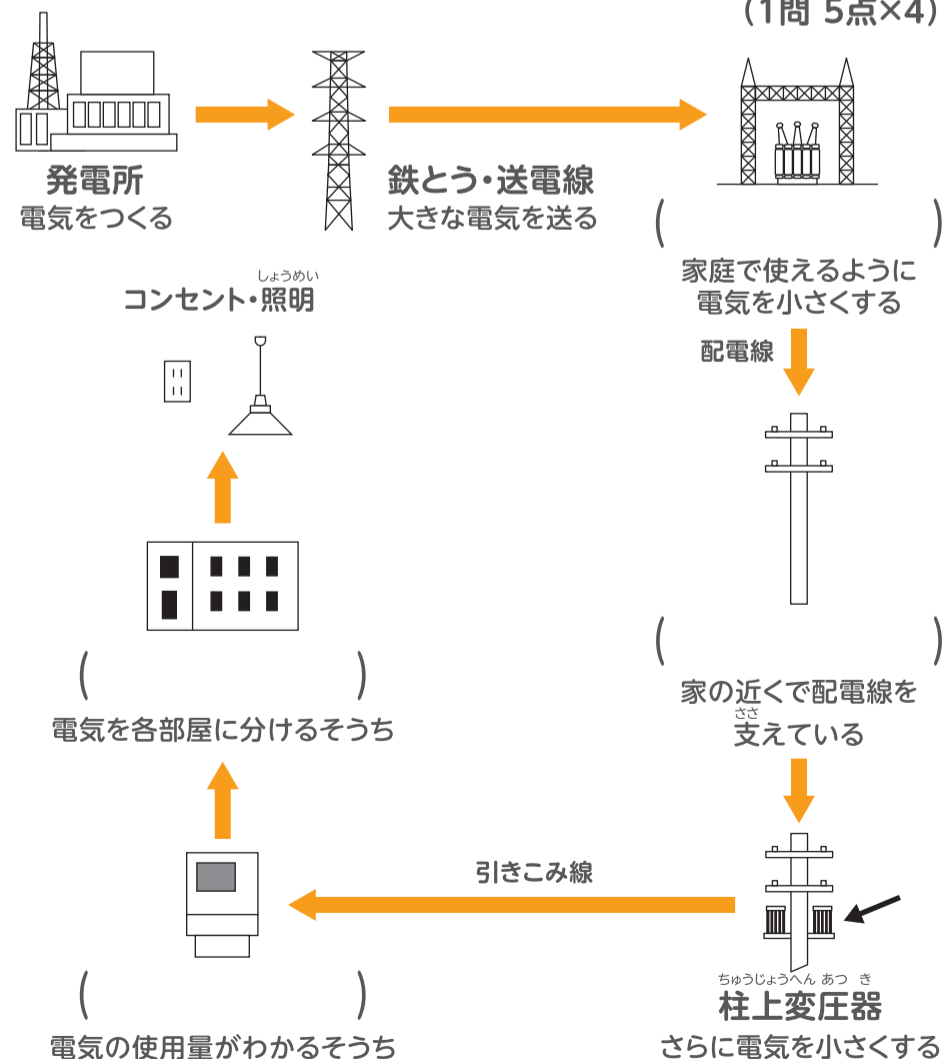 (1問 5点×4)
発電所
電気をつくる
鉄とう・送電線
大きな電気を送る
(　　　　　　)
家庭で使えるように
電気を小さくする
配電線
(　　　　　　)
家の近くで配電線を
ささ
支えている
ちゅうじょうへんあつき
柱上変圧器
さらに電気を小さくする
引きこみ線
(　　　　　　)
電気の使用量がわかるそうち
(　　　　　　)
電気を各部屋に分けるそうち
しょうめい
コンセント・照明